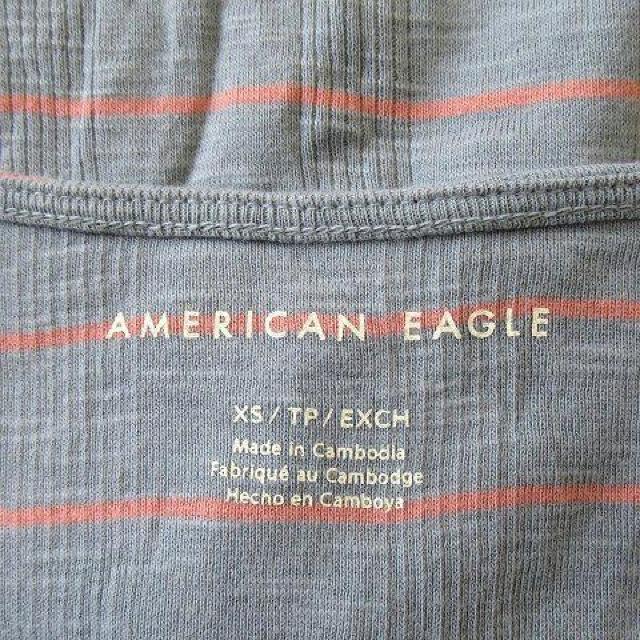 AMERICAN EAGLE
XS / TP / EXCH
Made in Cambodia
Fabriqué au Cambodge
Hecho en Camboya